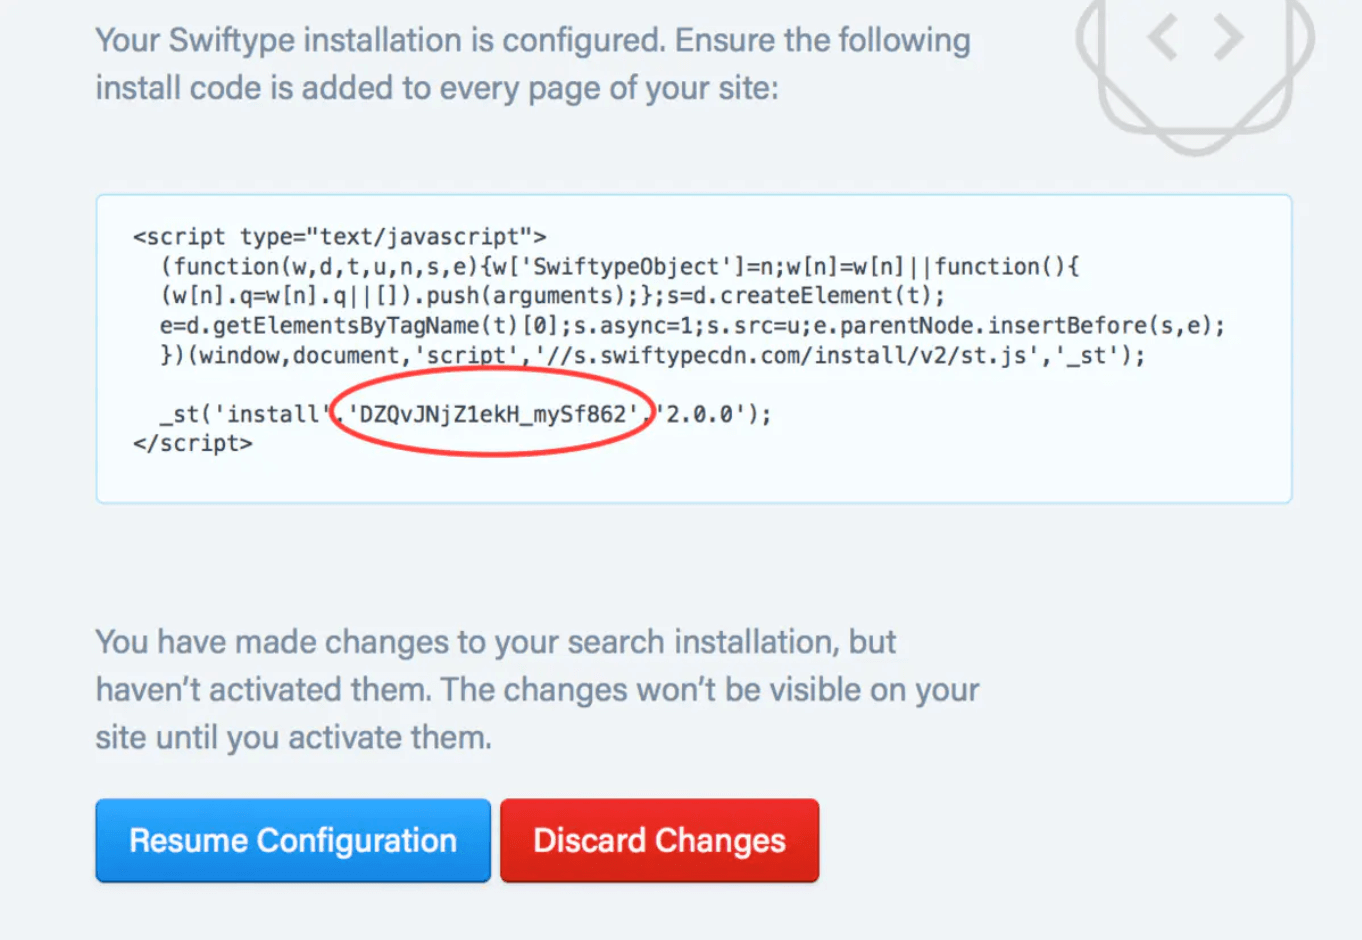 Your Swiftype installation is configured. Ensure the following
install code is added to every page of your site:
<script type="text/javascript">
(function(w,d,t,u,n,s,e){w['SwiftypeObject']=n;w[n]=w[n]||function(){
(w[n].q=w[n].q||[]).push(arguments);};s=d.createElement(t);
e=d.getElementsByTagName(t)[0];s.async=1;s.src=u;e.parentNode.insertBefore(s,e);
})(window,document,'script','//s.swiftypecdn.com/install/v2/st.js','_st');
_st('install','DZQvJNjZ1ekH_mySf862','2.0.0');
</script>
You have made changes to your search installation, but
haven’t activated them. The changes won’t be visible on your
site until you activate them.
Resume Configuration
Discard Changes